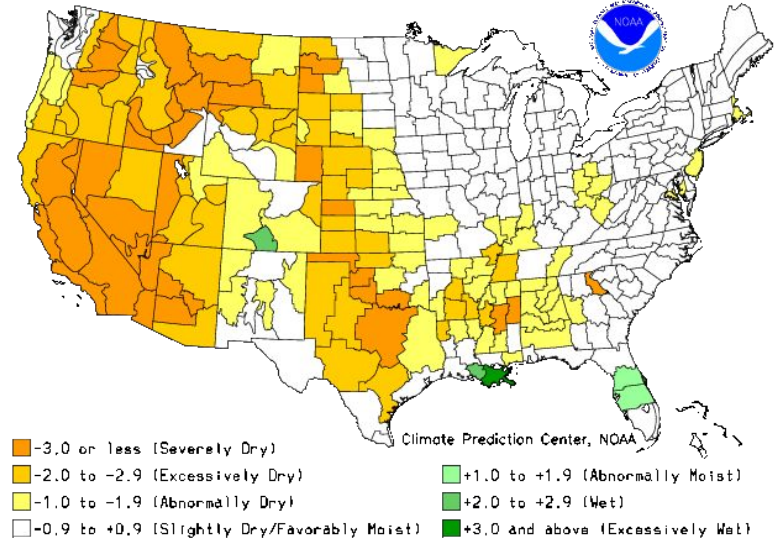 NOAA
Climate Prediction Center, NOAA
-3.0 or less (Severely Dry)
-2.0 to -2.9 (Excessively Dry)
-1.0 to -1.9 (Abnormally Dry)
-0.9 to +0.9 (Slightly Dry/Favorably Moist)
+1.0 to +1.9 (Abnormally Moist)
+2.0 to +2.9 (Wet)
+3.0 and above (Excessively Wet)